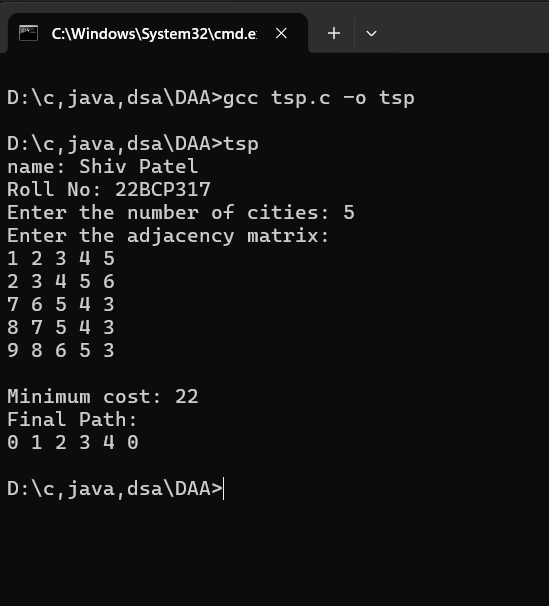 C:\Windows\System32\cmd.e
D:\c,java,dsa\DAA>gcc tsp.c -o tsp
D:\c,java,dsa\DAA>tsp
name: Shiv Patel
Roll No: 22BCP317
Enter the number of cities: 5
Enter the adjacency matrix:
1 2 3 4 5
2 3 4 5 6
7 6 5 4 3
8 7 5 4 3
9 8 6 5 3
Minimum cost: 22
Final Path:
0 1 2 3 4 0
D:\c,java,dsa\DAA>